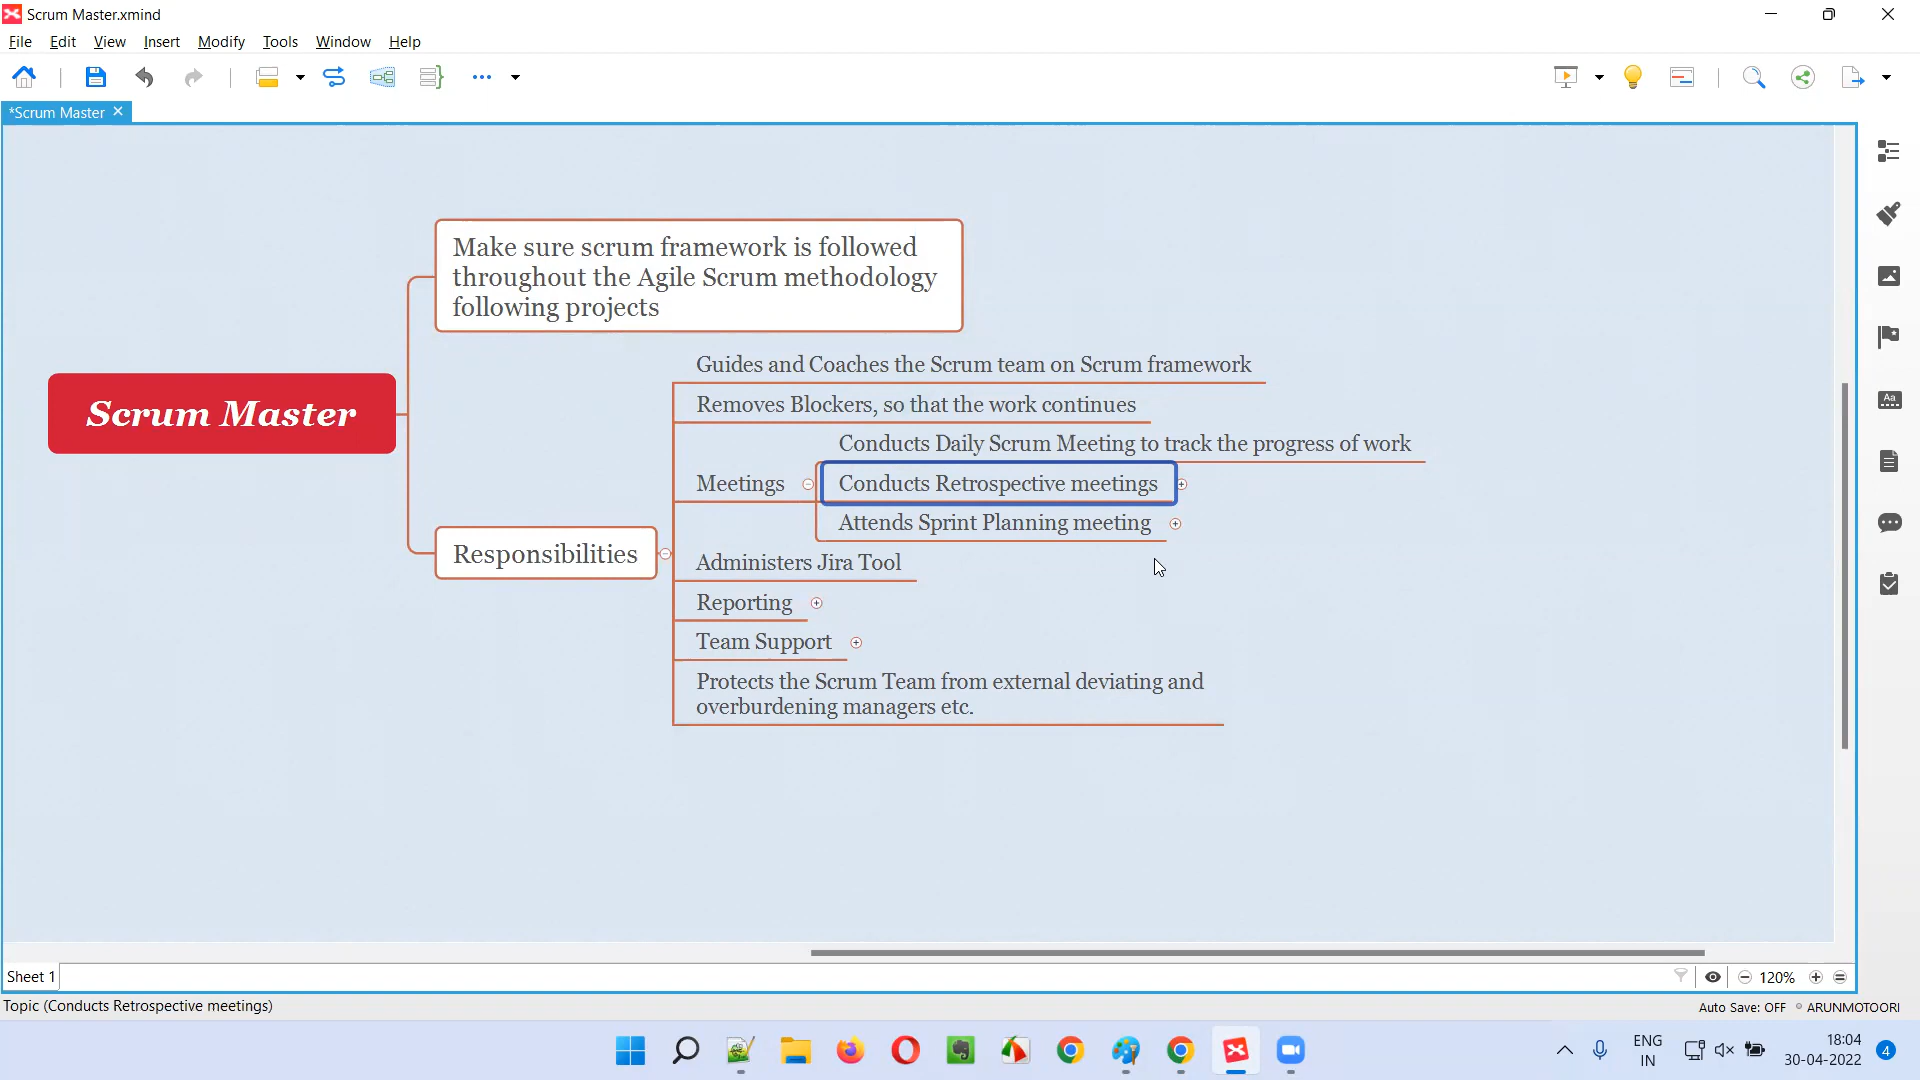 Scrum Master.xmind
File Edit View Insert Modify Tools Window Help
*Scrum Master
Make sure scrum framework is followed
throughout the Agile Scrum methodology
following projects
Scrum Master
Guides and Coaches the Scrum team on Scrum framework
Removes Blockers, so that the work continues
Conducts Daily Scrum Meeting to track the progress of work
Meetings
Conducts Retrospective meetings
Attends Sprint Planning meeting
Responsibilities
Administers Jira Tool
Reporting
Team Support
Protects the Scrum Team from external deviating and
overburdening managers etc.
Aa
Sheet 1
120%
Topic (Conducts Retrospective meetings)
Auto Save: OFF
ARUNMOTOORI
ENG
IN
18:04
30-04-2022
4